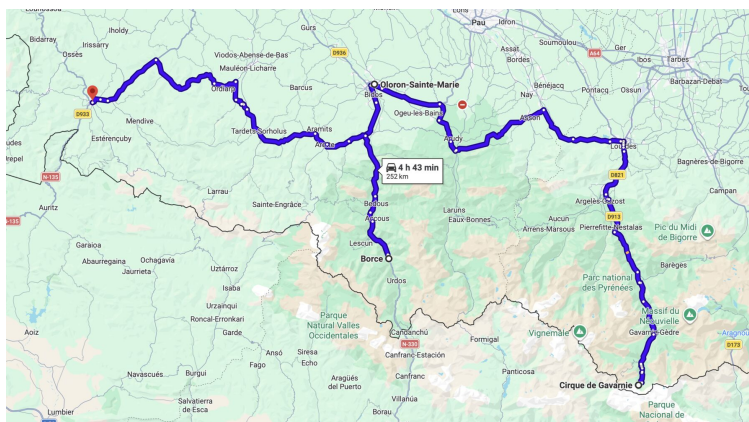 Lounossoa
Iholdy
Gurs
Pau
Idron
Soumoulou
Ger
Bidarray
Irissarry
D936
A64
Assat
Ibos
Tarbes
Ossès
Viodos-Abense-de-Bas
Bordes
Barbazan-Debat
Mauléon-Licharre
Oloron-Sainte-Marie
Bénéjacq
Pontacq
Ossun
Barcus
Nay
Ordiarp
Bidos
D933
Ogeu-les-Bains
Asson
Mendive
Tardets-Sorholus
Aramits
Estérençuby
Arette
Arudy
Lourdes
Bagnères-de-Bigorre
Orepel
4 h 43 min
252 km
N-135
D821
Larrau
Campan
Sainte-Engrâce
Bedous
Laruns
Argelès-Gazost
Auritz
Accous
Eaux-Bonnes
Aucun
D913
N-135
Arrens-Marsous
Pierrefitte-Nestalas
Pic du Midi
de Bigorre
Garaioa
Lescun
Abaurregaina
Ochagavía
Borce
Barèges
Jaurrieta
Uztárroz
Parc national
des Pyrénées
Isaba
Urdos
Urzainqui
Parque
Natural Valles
Occidentales
Massif du
Néouvielle
Roncal-Erronkari
Aoiz
Garde
Candanchú
Vignemale
Gavarnie-Gèdre
Aragnou
N-330
Formigal
D173
Ansó
Siresa
Canfranc-Estación
Fago
Echo
Navascués
Burgui
Aragüés
del Puerto
Canfranc
Panticosa
Cirque de Gavarnie
Salvatierra
de Esca
Villanúa
Parque
Nacional de
Lumbier
Borau